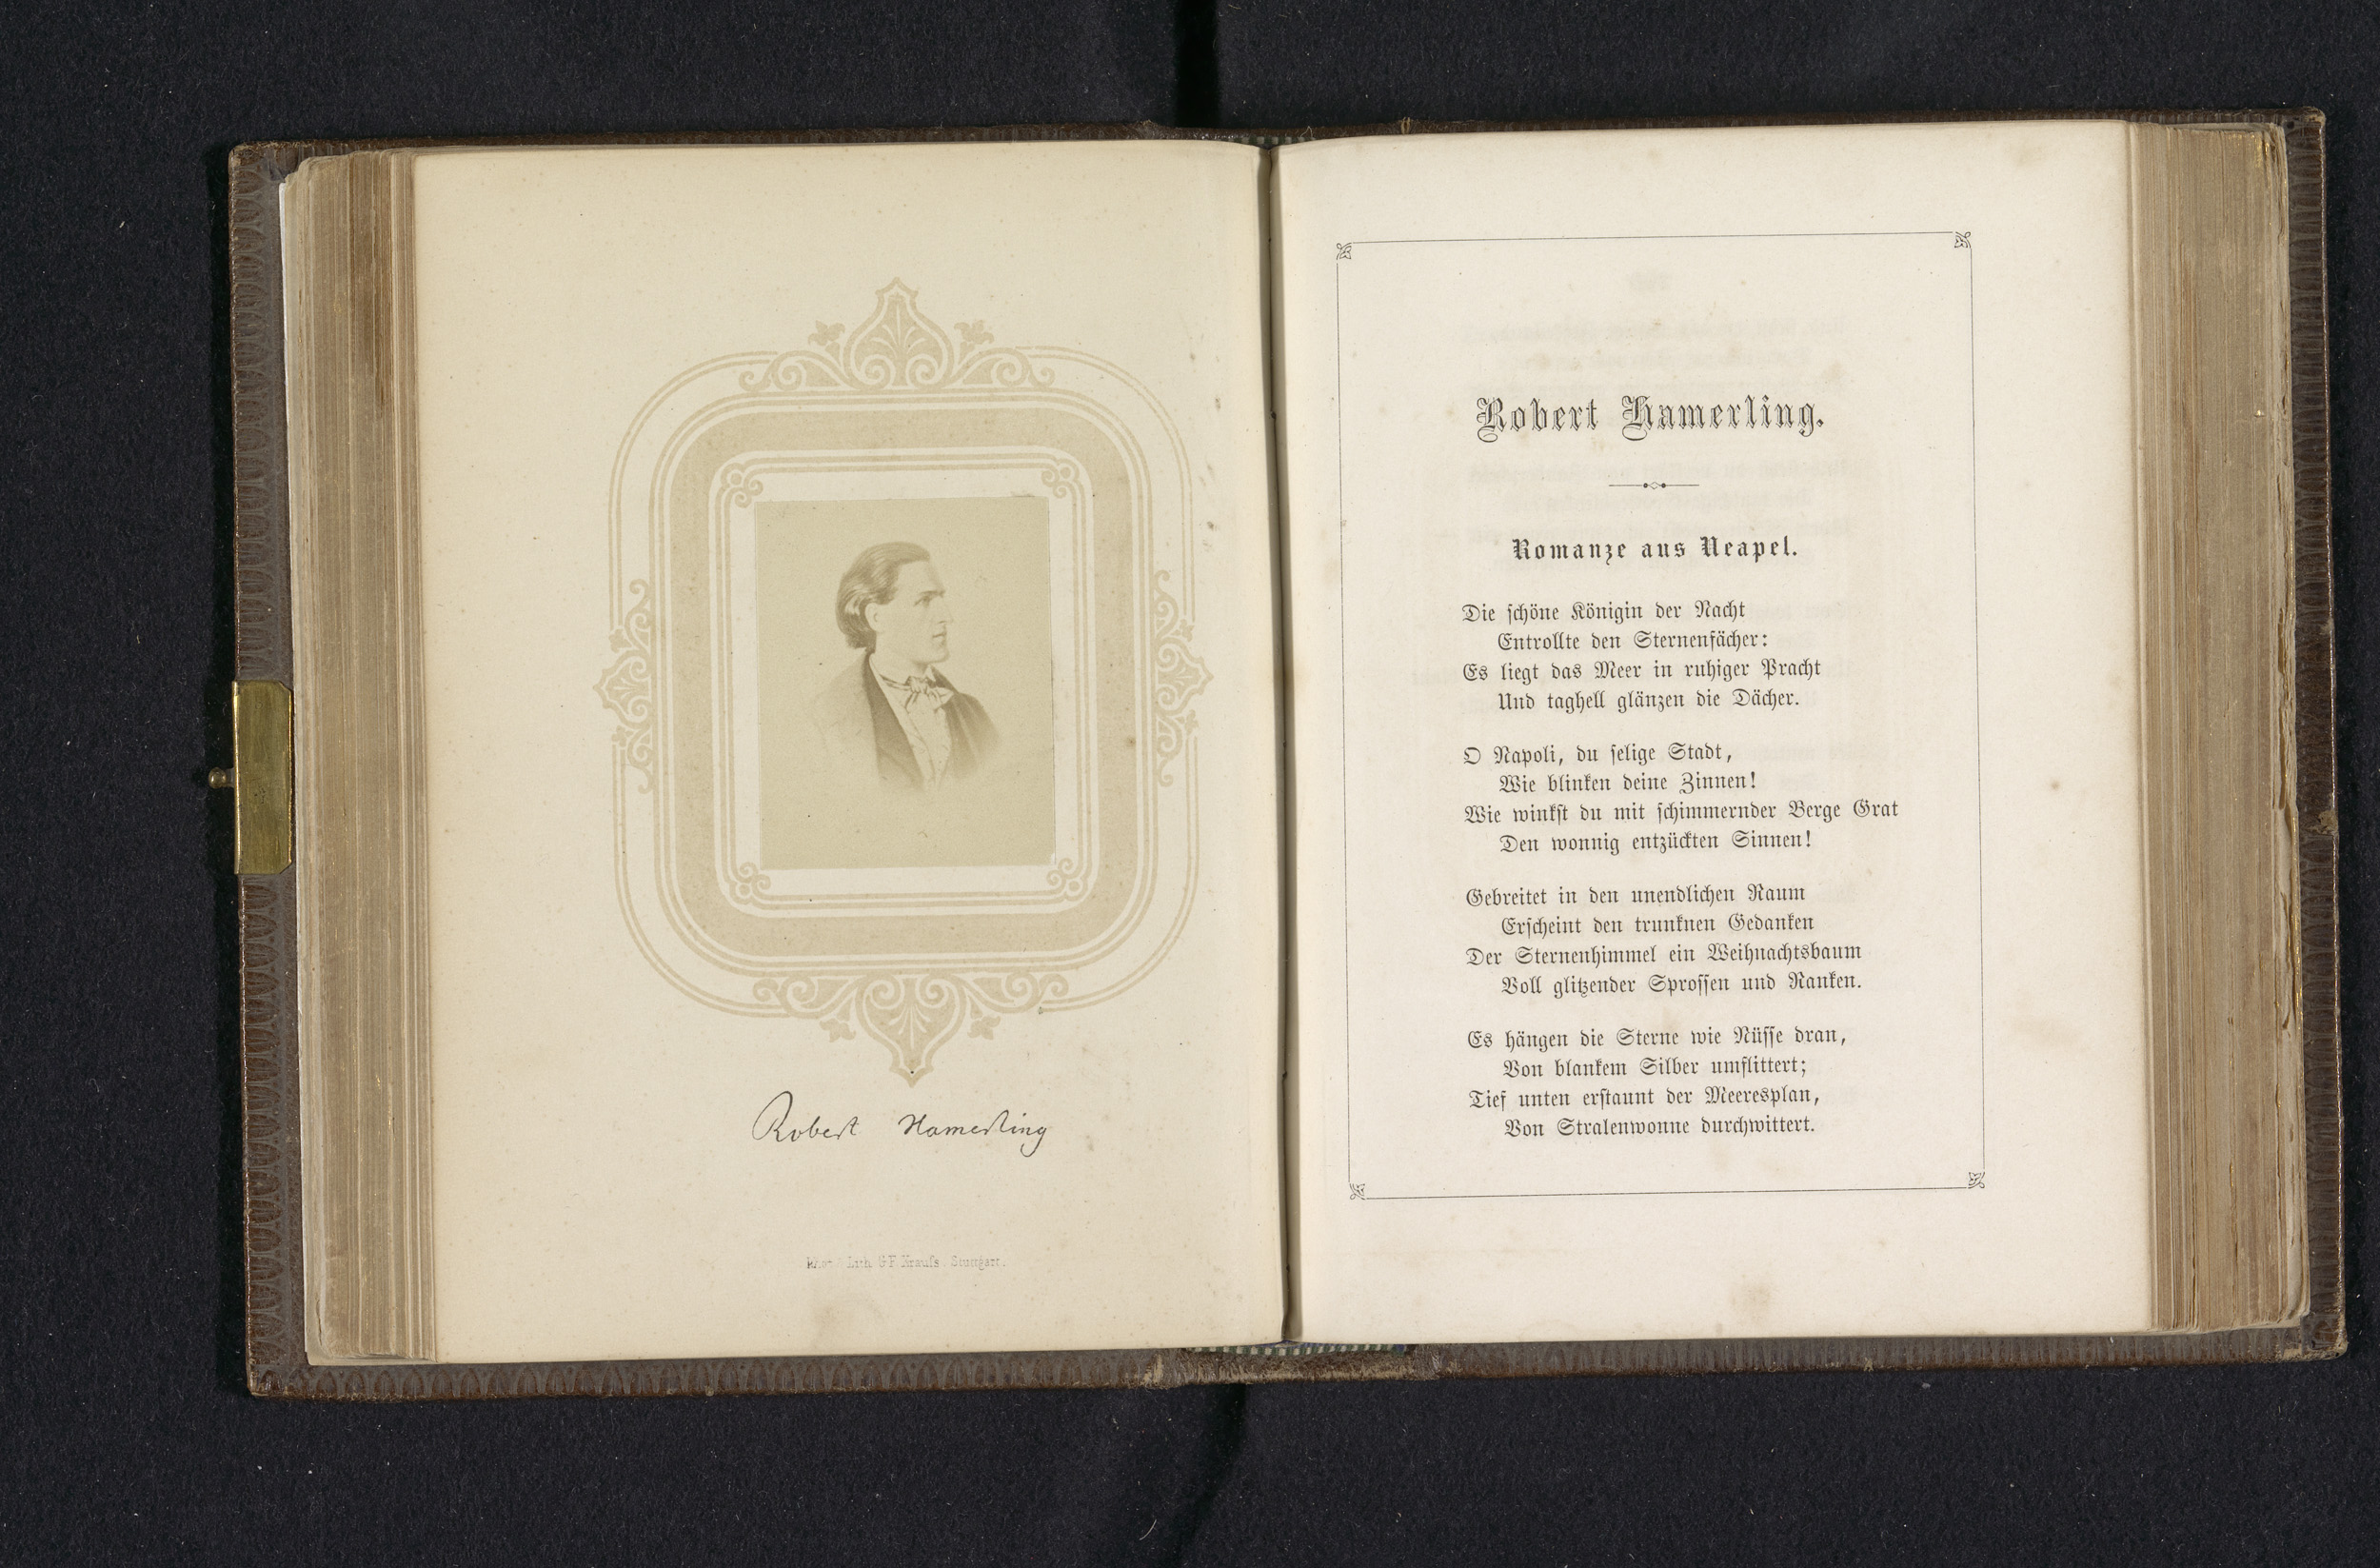 Robert Hamerling
Lith. G F Krauſs. Stuttgart.
Robert Hamerling.
Romanze aus Neapel.
Die ſchöne Königin der Nacht
Entrollte den Sternenfächer:
Es liegt das Meer in ruhiger Pracht
Und taghell glänzen die Dächer.
O Napoli, du ſelige Stadt,
Wie blinken deine Zinnen!
Wie winkſt du mit ſchimmernder Berge Grat
Den wonnig entzückten Sinnen!
Gebreitet in den unendlichen Raum
Erſcheint den trunknen Gedanken
Der Sternenhimmel ein Weihnachtsbaum
Voll glitzender Sproſſen und Ranken.
Es hängen die Sterne wie Nüſſe dran,
Von blankem Silber umflittert;
Tief unten erſtaunt der Meeresplan,
Von Stralenwonne durchwittert.